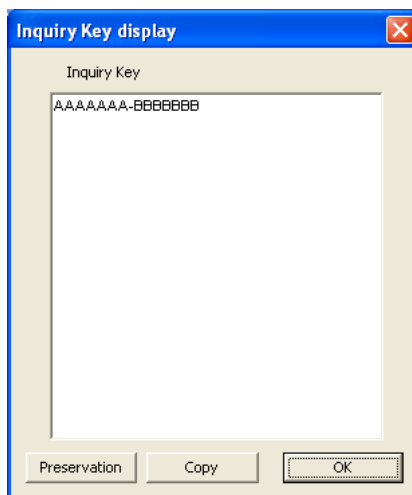 Inquiry Key display
Inquiry Key
AAAAAAA-BBBBBBB
Preservation Copy OK